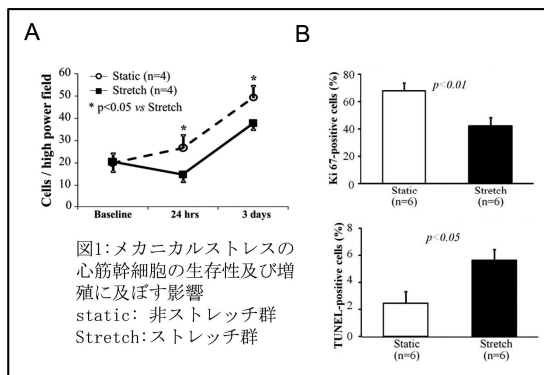 A
Cells / high power field
60
50
40
30
20
10
0
Static (n=4)
Stretch (n=4)
* p<0.05 vs Stretch
*
*
Baseline
24 hrs
3 days
図1:メカニカルストレスの
心筋幹細胞の生存性及び増
殖に及ぼす影響
static: 非ストレッチ群
Stretch:ストレッチ群
B
Ki 67-positive cells (%)
80
60
40
20
0
p<0.01
Static
(n=6)
Stretch
(n=6)
TUNEL-positive cells (%)
8
6
4
2
0
p<0.05
Static
(n=6)
Stretch
(n=6)